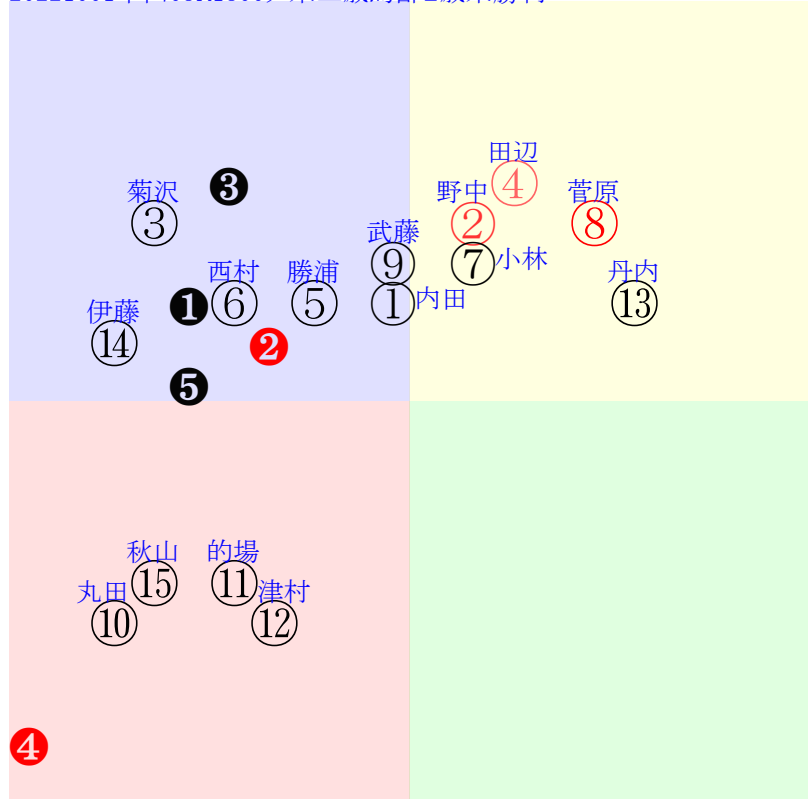 田辺
④
菅原
⑧
野中
②
菊沢
③
❸
武藤
⑨
⑦
小林
西村
⑥
勝浦
⑤
①
内田
丹内
⑬
伊藤
⑭
❶
❷
❺
秋山
⑮
的場
⑪
丸田
⑩
津村
⑫
❹